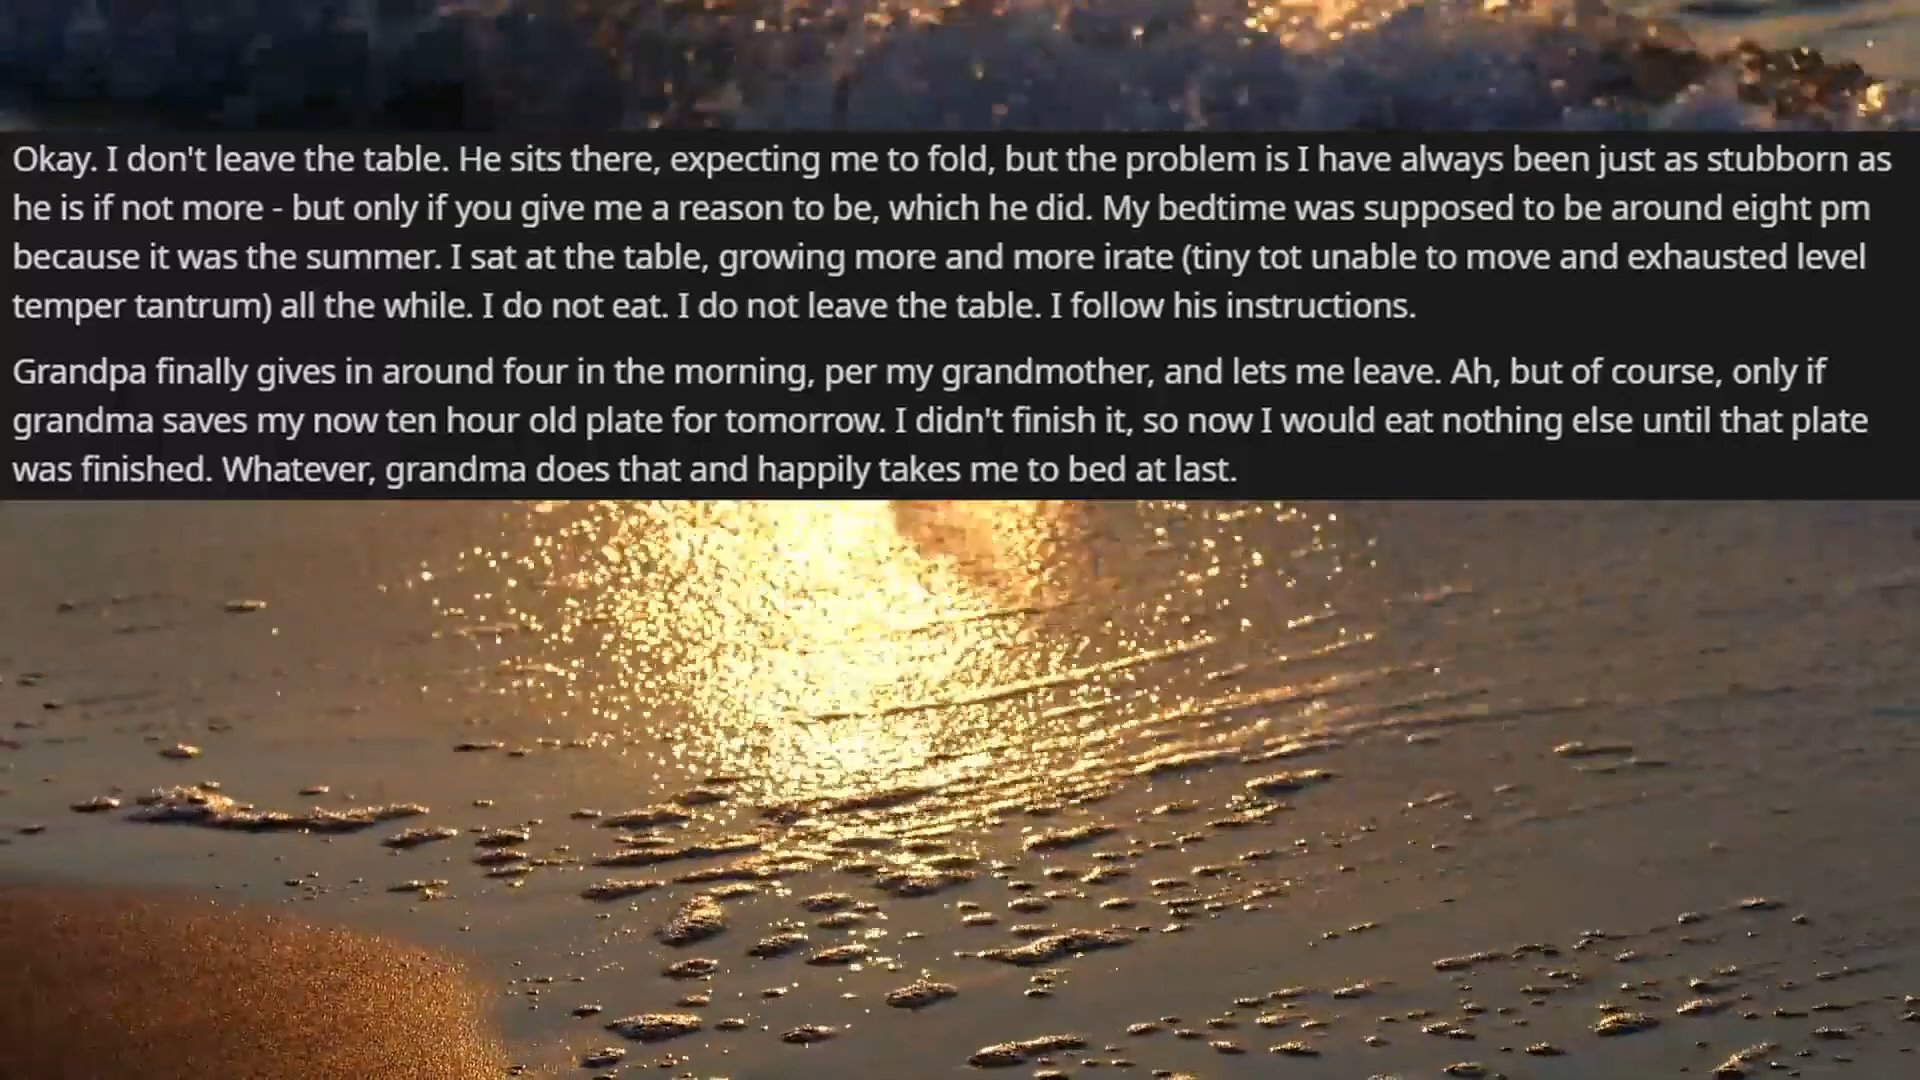 Okay. I don't leave the table. He sits there, expecting me to fold, but the problem is I have always been just as stubborn as
he is if not more - but only if you give me a reason to be, which he did. My bedtime was supposed to be around eight pm
because it was the summer. I sat at the table, growing more and more irate (tiny tot unable to move and exhausted level
temper tantrum) all the while. I do not eat. I do not leave the table. I follow his instructions.
Grandpa finally gives in around four in the morning, per my grandmother, and lets me leave. Ah, but of course, only if
grandma saves my now ten hour old plate for tomorrow. I didn't finish it, so now I would eat nothing else until that plate
was finished. Whatever, grandma does that and happily takes me to bed at last.